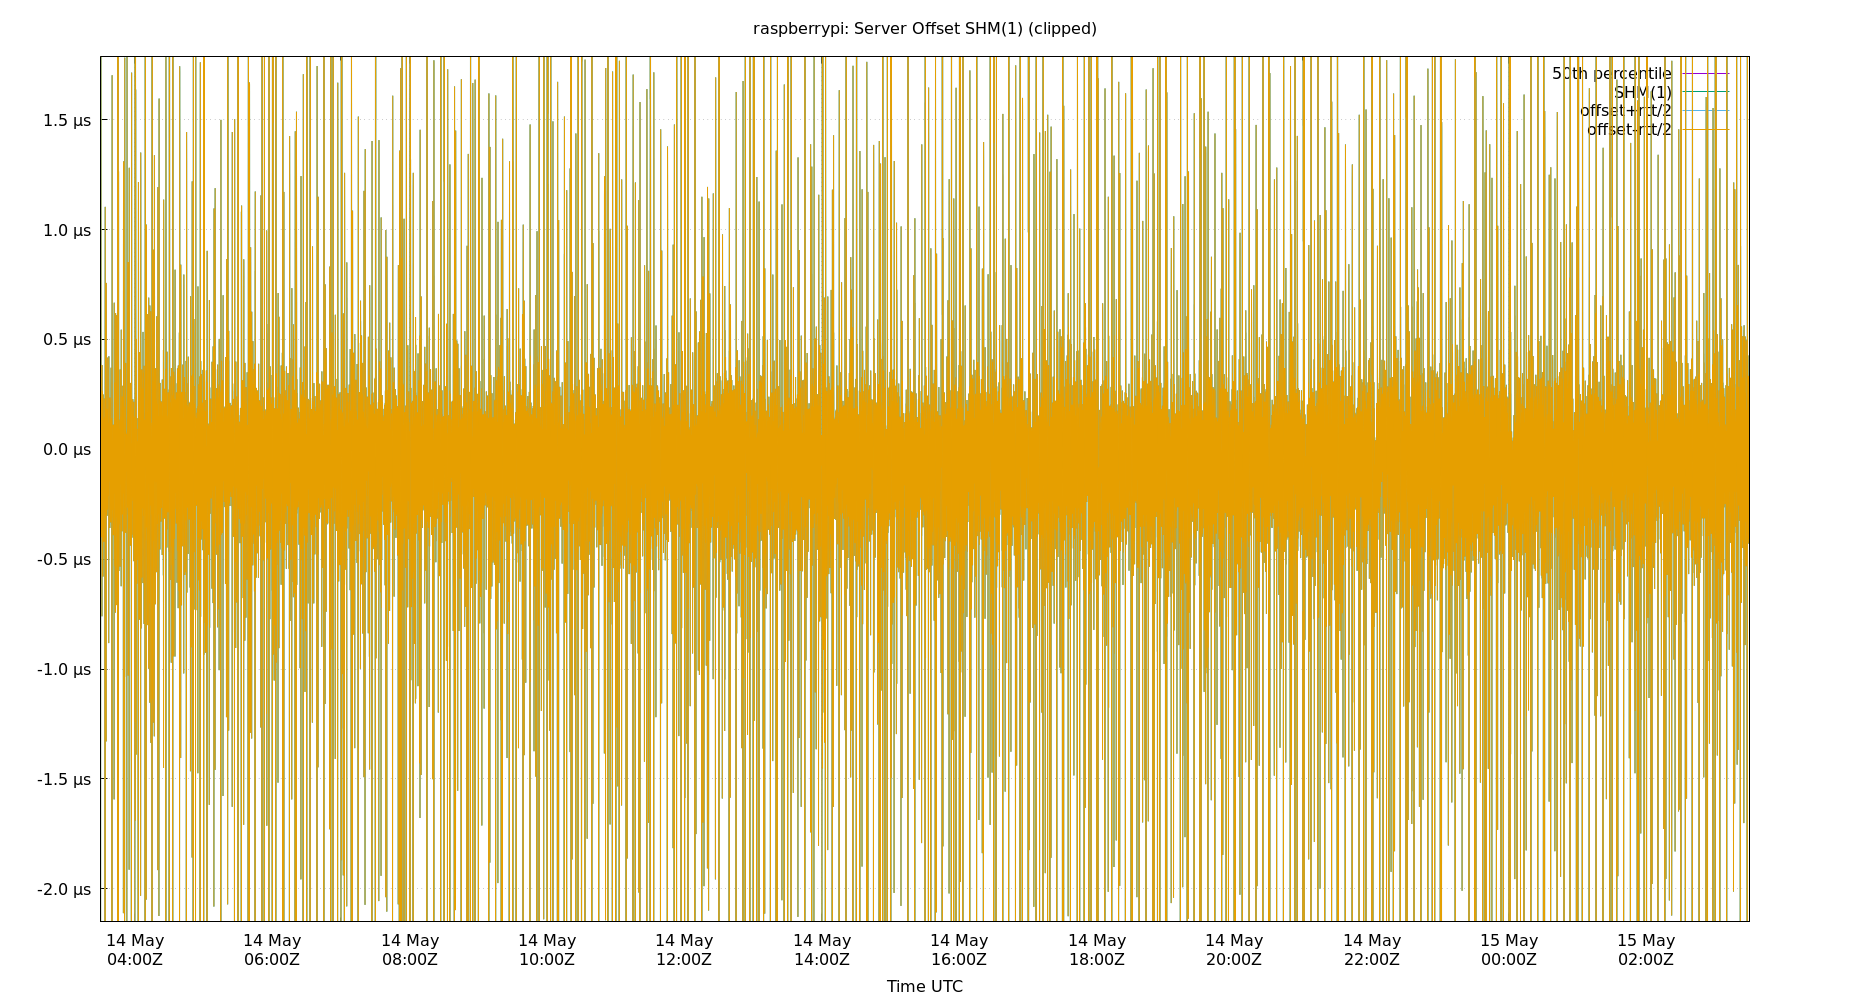 raspberrypi: Server Offset SHM(1) (clipped)
50th percentile
SHM(1)
offset+rtt/2
offset-rtt/2
1.5 µs
1.0 µs
0.5 µs
0.0 µs
-0.5 µs
-1.0 µs
-1.5 µs
-2.0 µs
14 May 14 May 14 May 14 May 14 May 14 May 14 May 14 May 14 May 14 May 15 May 15 May
04:00Z 06:00Z 08:00Z 10:00Z 12:00Z 14:00Z 16:00Z 18:00Z 20:00Z 22:00Z 00:00Z 02:00Z
Time UTC